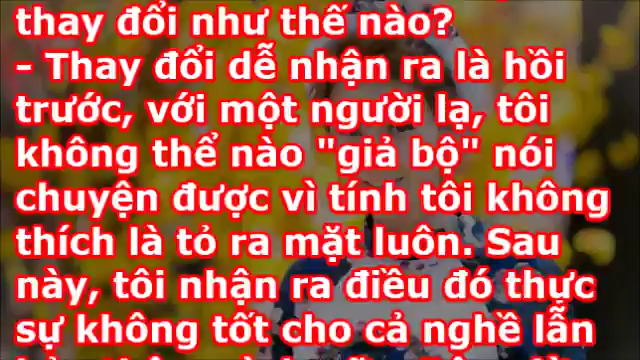 thay đổi như thế nào?
- Thay đổi dễ nhận ra là hồi
trước, với một người lạ, tôi
không thể nào "giả bộ" nói
chuyện được vì tính tôi không
thích là tỏ ra mặt luôn. Sau
này, tôi nhận ra điều đó thực
sự không tốt cho cả nghề lẫn